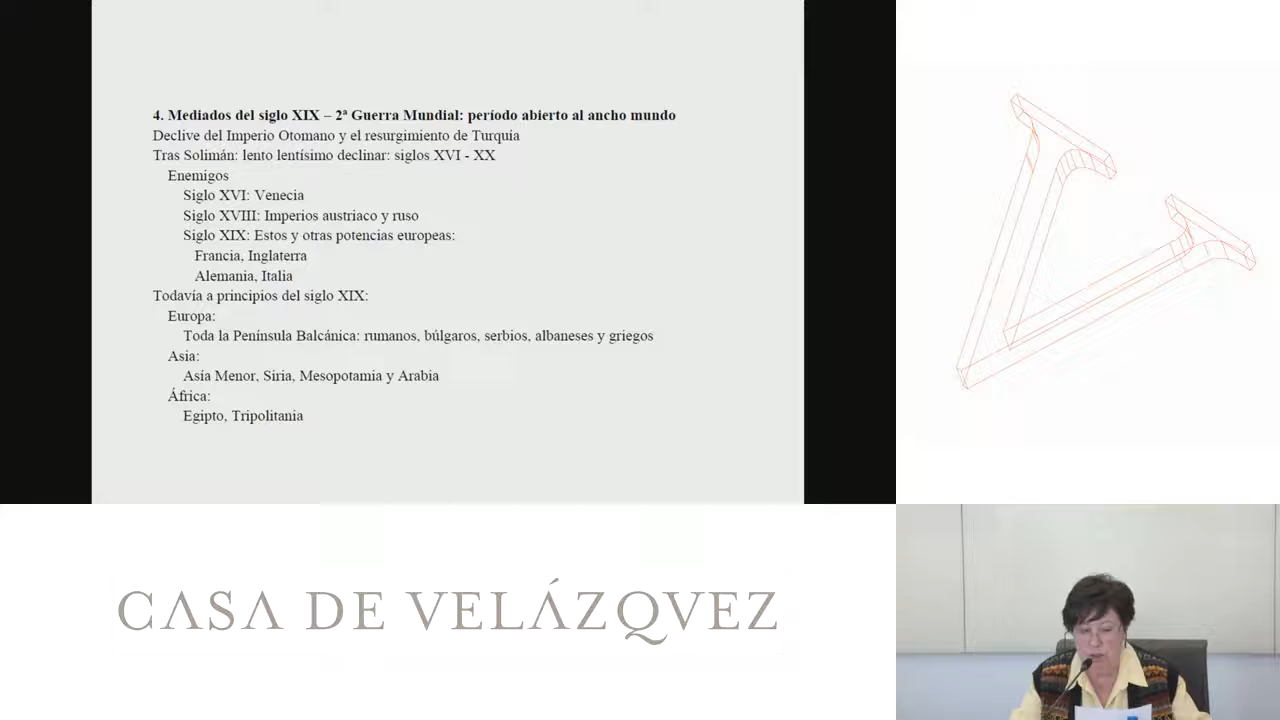 4. Mediados del siglo XIX – 2ª Guerra Mundial: período abierto al ancho mundo
Declive del Imperio Otomano y el resurgimiento de Turquía
Tras Solimán: lento lentísimo declinar: siglos XVI - XX
Enemigos
Siglo XVI: Venecia
Siglo XVIII: Imperios austriaco y ruso
Siglo XIX: Estos y otras potencias europeas:
Francia, Inglaterra
Alemania, Italia
Todavía a principios del siglo XIX:
Europa:
Toda la Península Balcánica: rumanos, búlgaros, serbios, albaneses y griegos
Asia:
Asía Menor, Siria, Mesopotamia y Arabia
África:
Egipto, Tripolitania
CASA DE VELÁZQVEZ